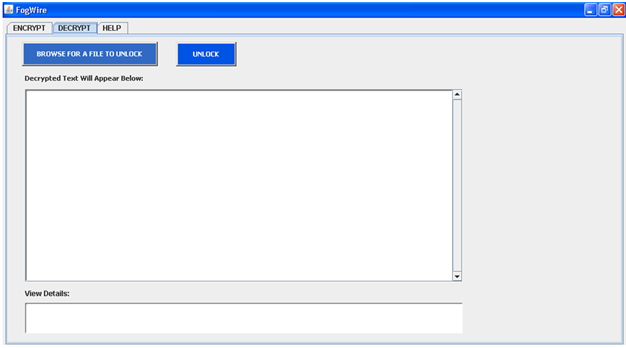 FogWire
ENCRYPT DECRYPT HELP
BROWSE FOR A FILE TO UNLOCK UNLOCK
Decrypted Text Will Appear Below:
View Details: